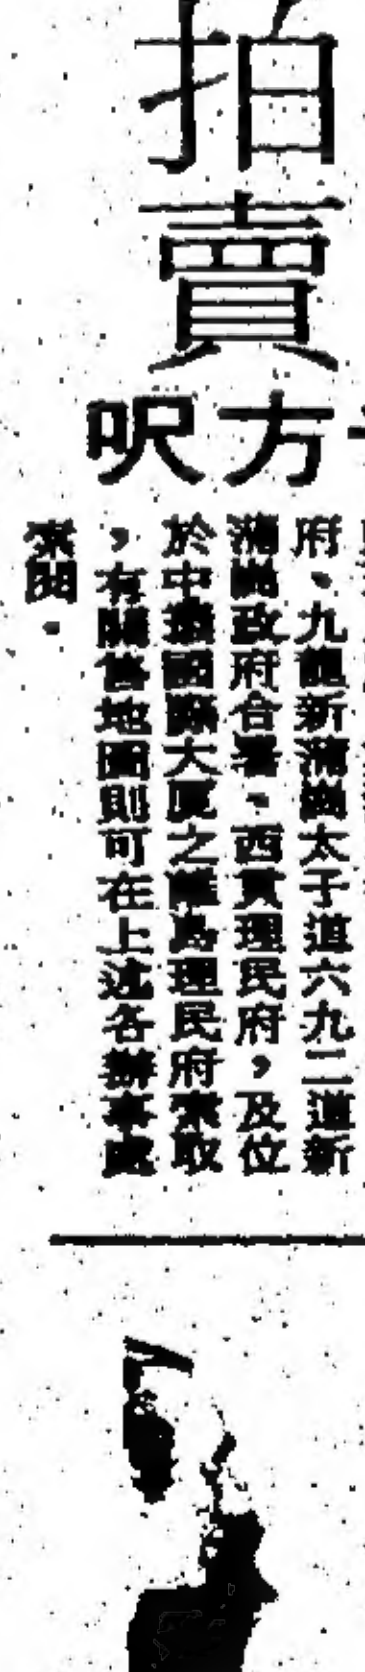 拍賣
方呎
府、九龍新蒲崗太子道六九二道新
蒲崗政府合署、西貢理民府，及位
於中環國際大厦之離島理民府索取
，有關售地圖則可在上述各辦事處
索閱。